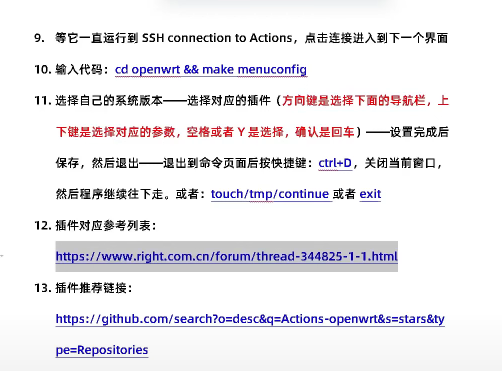 9. 等它一直运行到 SSH connection to Actions，点击连接进入到下一个界面
10. 输入代码：cd openwrt && make menuconfig
11. 选择自己的系统版本——选择对应的插件（方向键是选择下面的导航栏，上
下键是选择对应的参数，空格或者 Y 是选择，确认是回车）——设置完成后
保存，然后退出——退出到命令页面后按快捷键：ctrl+D，关闭当前窗口，
然后程序继续往下走。或者：touch/tmp/continue 或者 exit
12. 插件对应参考列表：
https://www.right.com.cn/forum/thread-344825-1-1.html
13. 插件推荐链接：
https://github.com/search?o=desc&q=Actions-openwrt&s=stars&ty
pe=Repositories